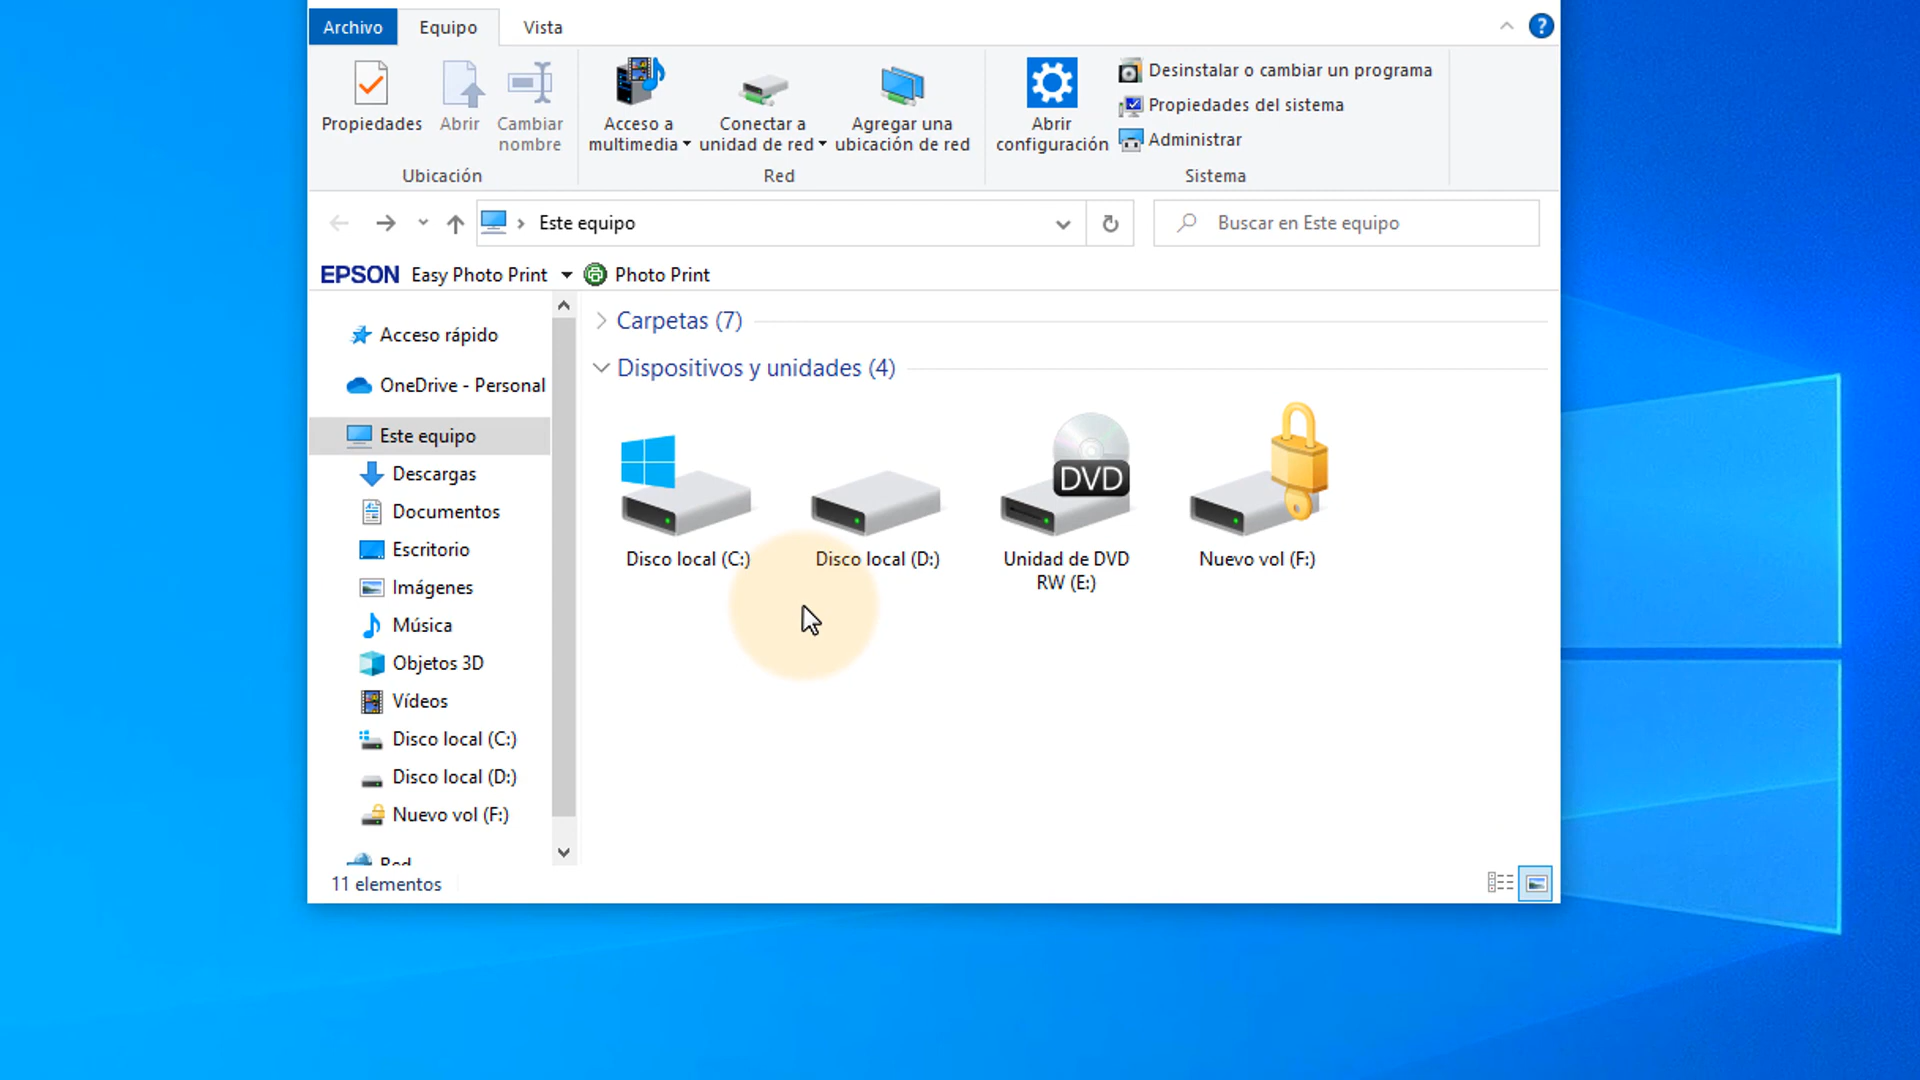 Archivo Equipo Vista
Propiedades
Abrir
Cambiar
nombre
Ubicación
Acceso a
multimedia
Conectar a
unidad de red
Agregar una
ubicación de red
Red
Abrir
configuración
Desinstalar o cambiar un programa
Propiedades del sistema
Administrar
Sistema
Este equipo
Buscar en Este equipo
EPSON Easy Photo Print Photo Print
Acceso rápido
OneDrive - Personal
Este equipo
Descargas
Documentos
Escritorio
Imágenes
Música
Objetos 3D
Vídeos
Disco local (C:)
Disco local (D:)
Nuevo vol (F:)
Red
Carpetas (7)
Dispositivos y unidades (4)
Disco local (C:)
Disco local (D:)
DVD
Unidad de DVD
RW (E:)
Nuevo vol (F:)
11 elementos